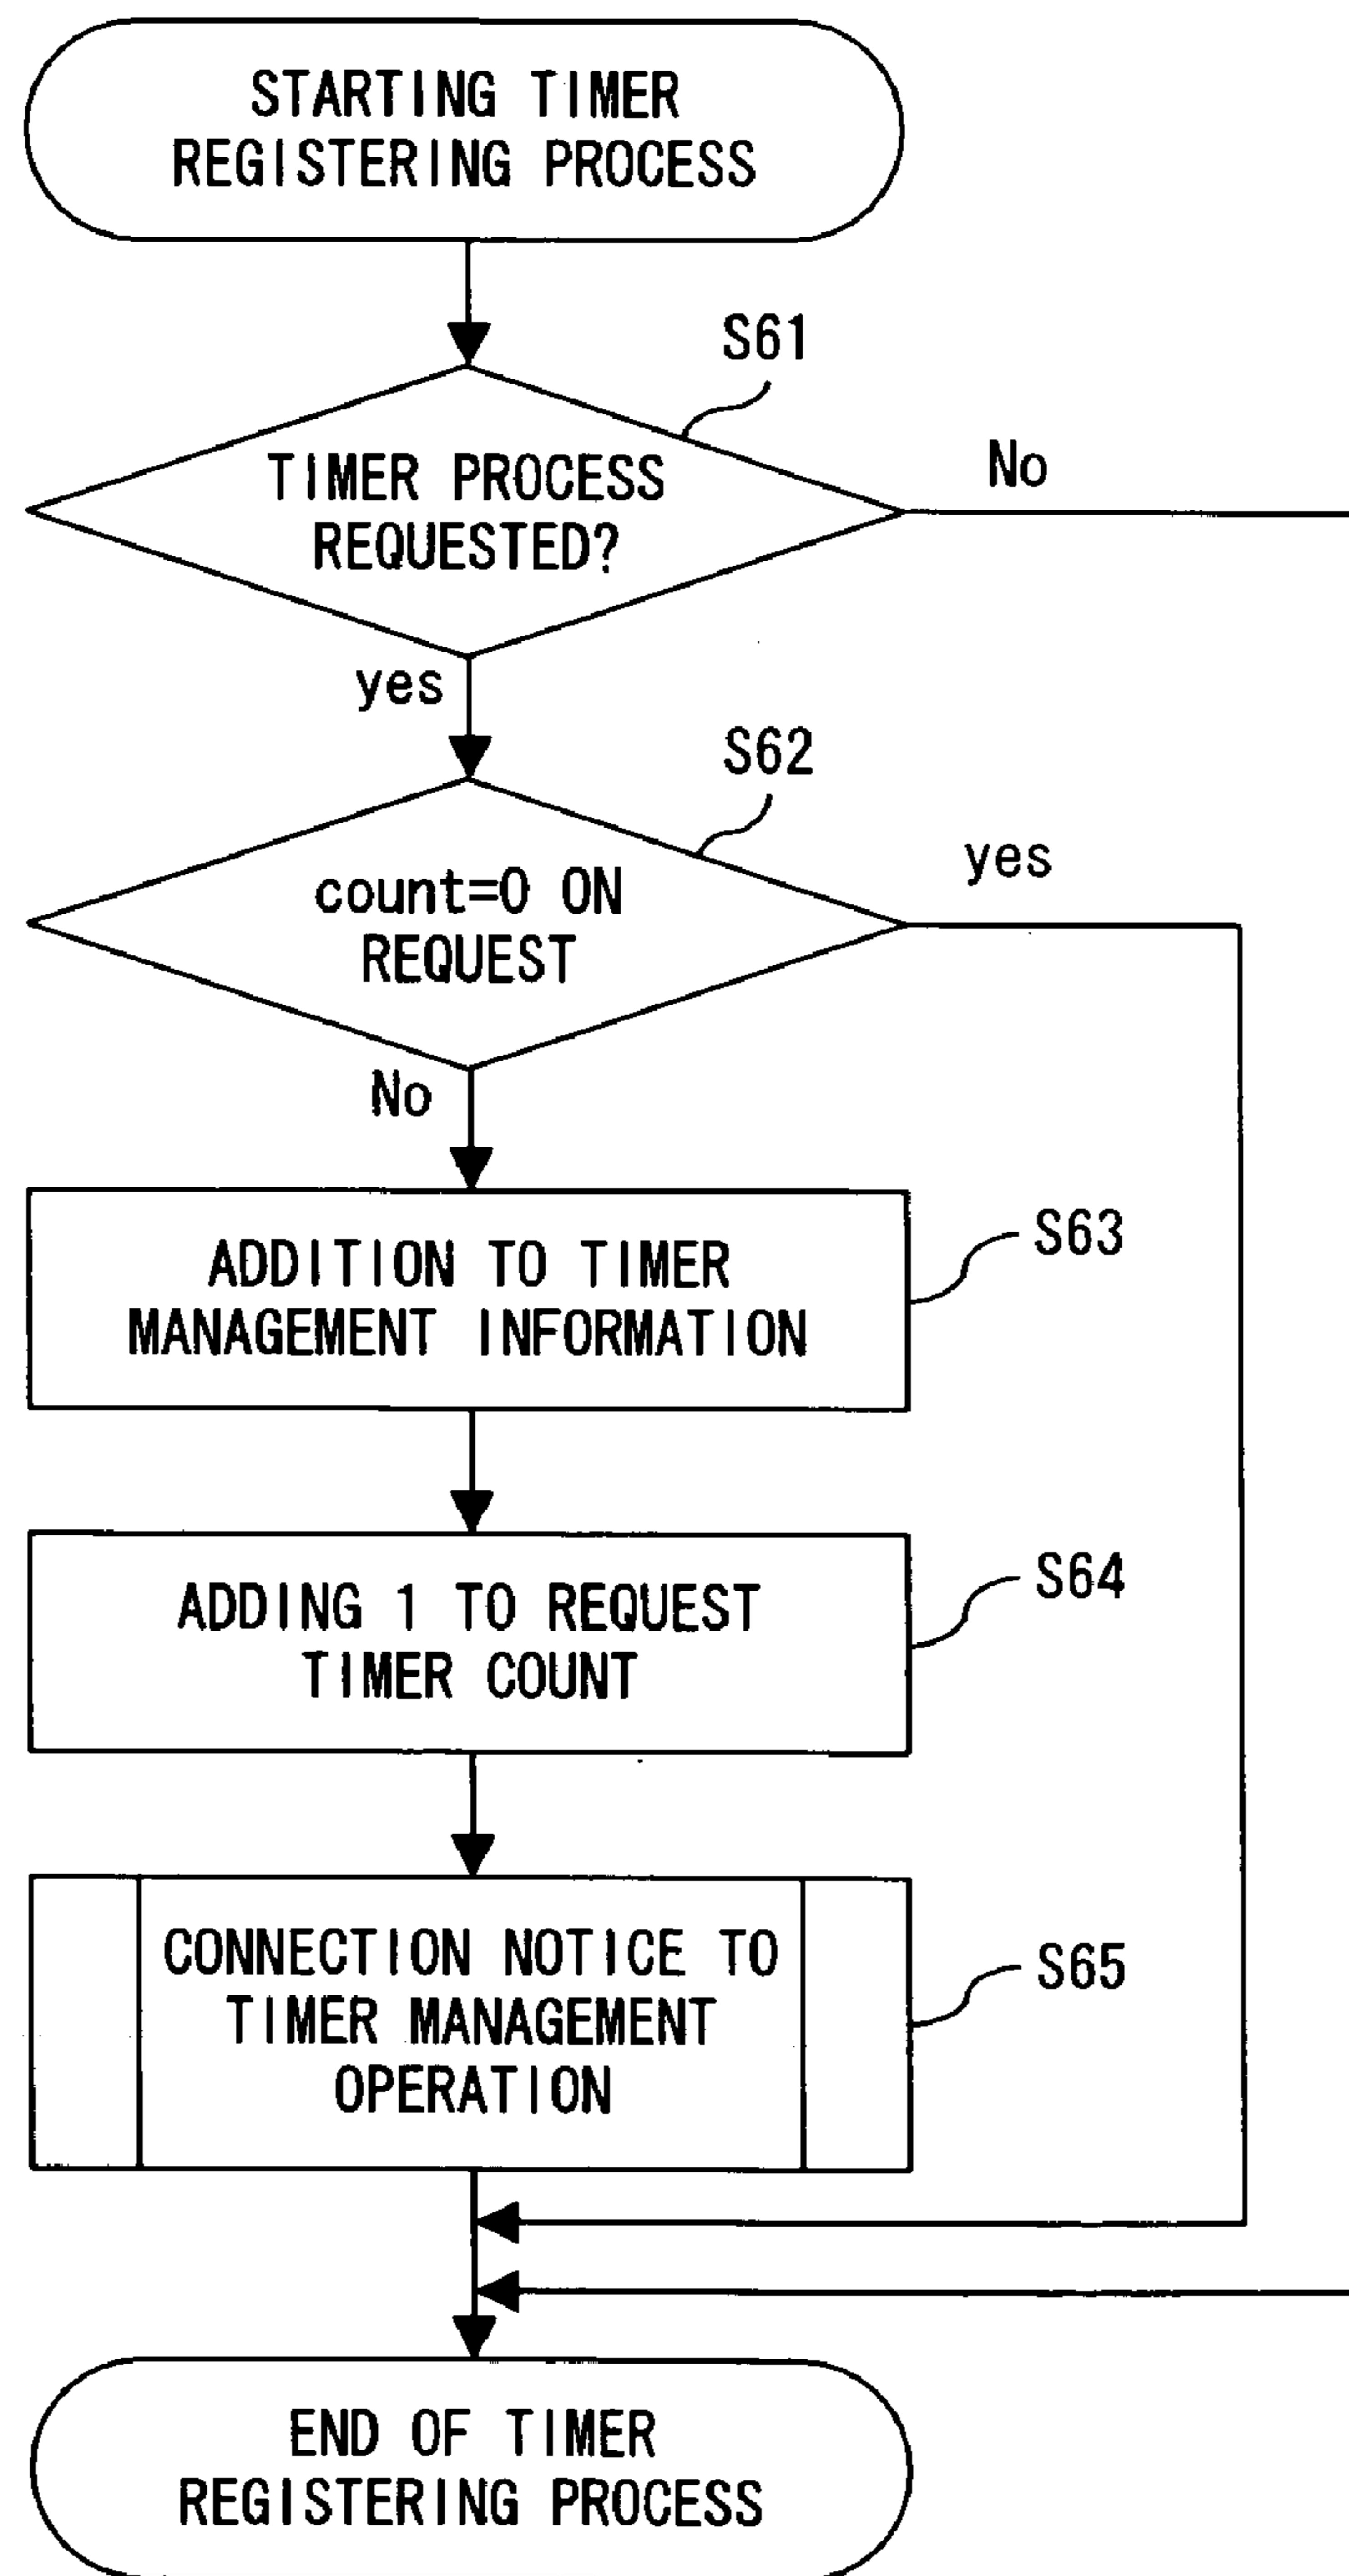 STARTING TIMER
REGISTERING PROCESS
S61
TIMER PROCESS
REQUESTED?
No
yes
S62
count=0 ON
REQUEST
yes
No
ADDITION TO TIMER
MANAGEMENT INFORMATION
S63
ADDING 1 TO REQUEST
TIMER COUNT
S64
CONNECTION NOTICE TO
TIMER MANAGEMENT
OPERATION
S65
END OF TIMER
REGISTERING PROCESS